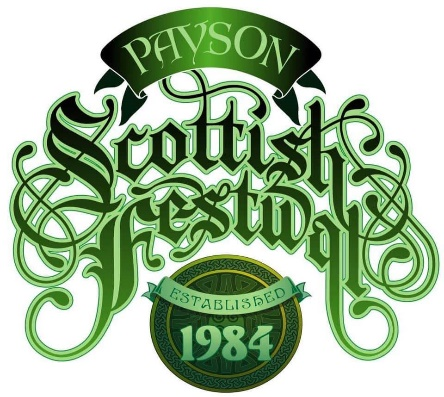 PAYSON
Scottish
Festival
ESTABLISHED
1984